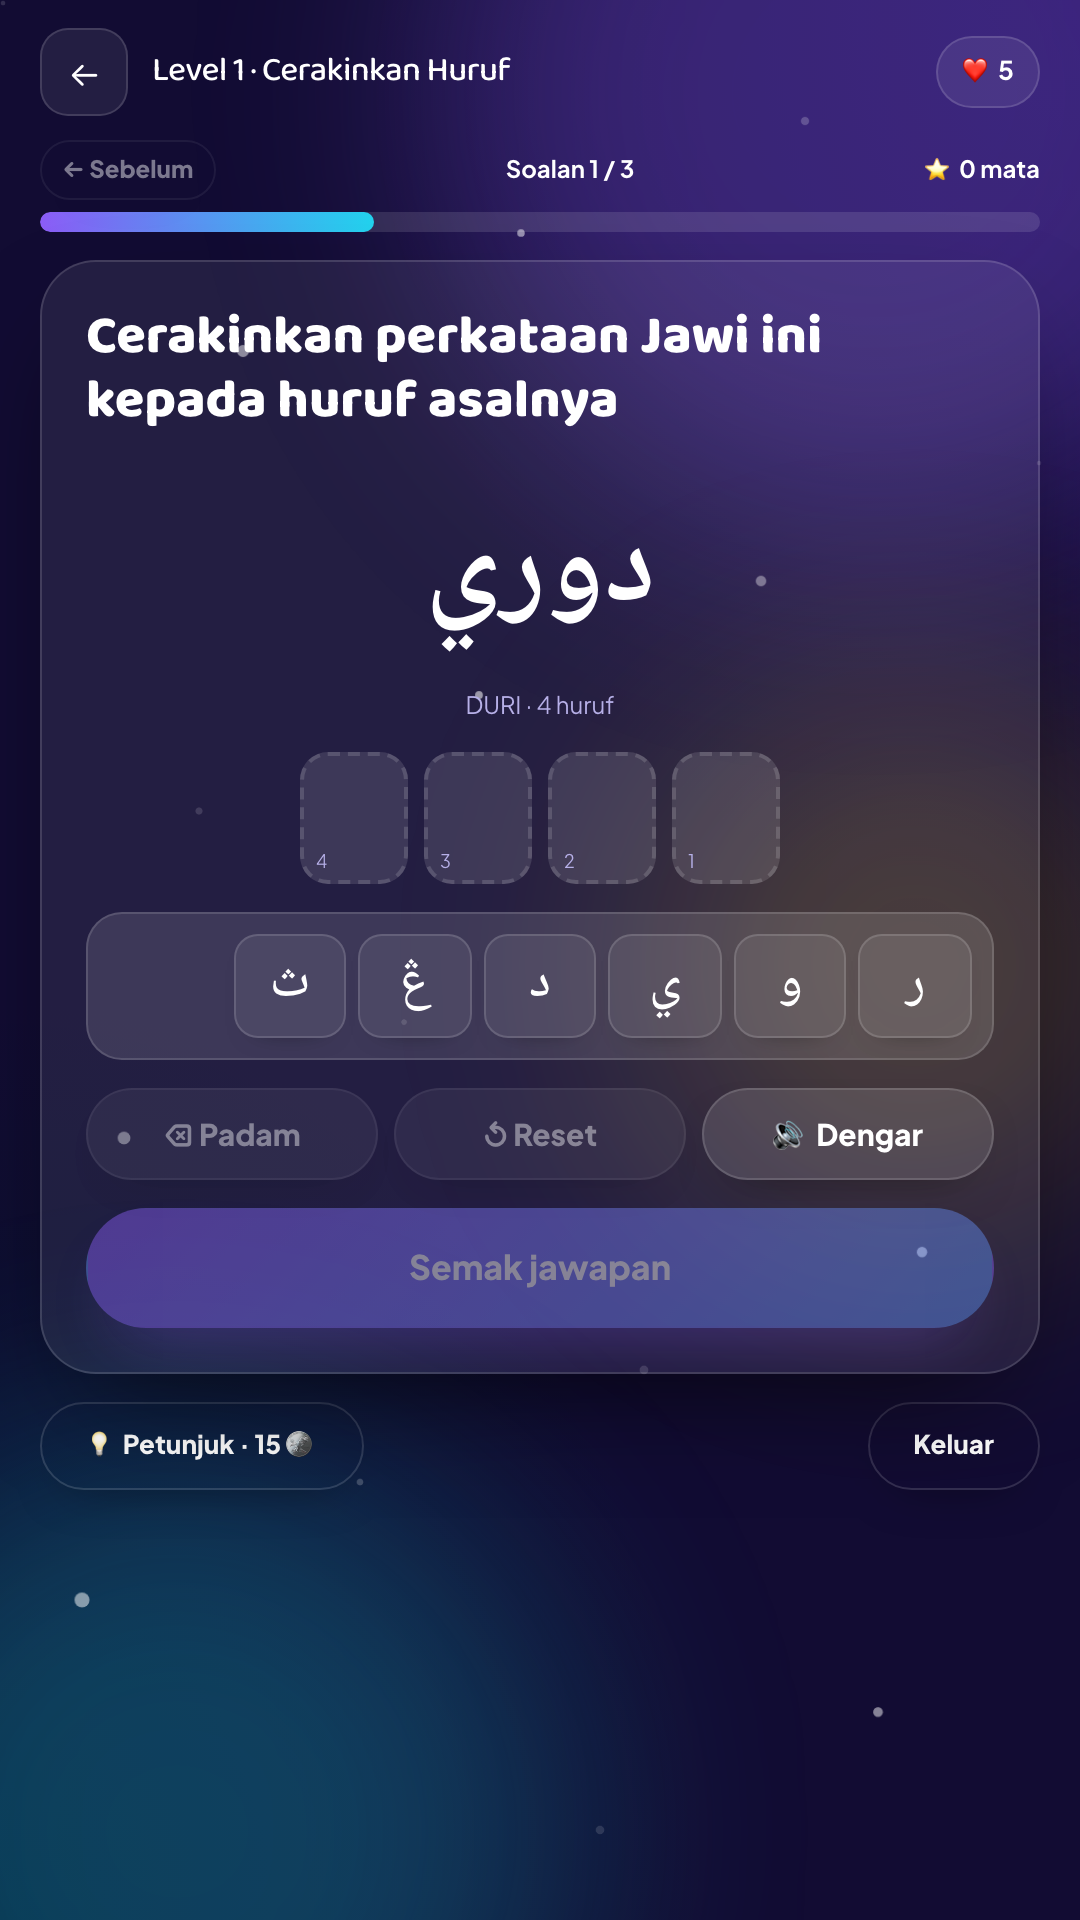 ← Level 1 · Cerakinkan Huruf ❤️ 5
← Sebelum Soalan 1 / 3 ⭐ 0 mata
Cerakinkan perkataan Jawi ini
kepada huruf asalnya
دوري
DURI · 4 huruf
4 3 2 1
ر و ي د ڠ ث
⌫ Padam ↺ Reset 🔊 Dengar
Semak jawapan
💡 Petunjuk · 15 🌑 Keluar